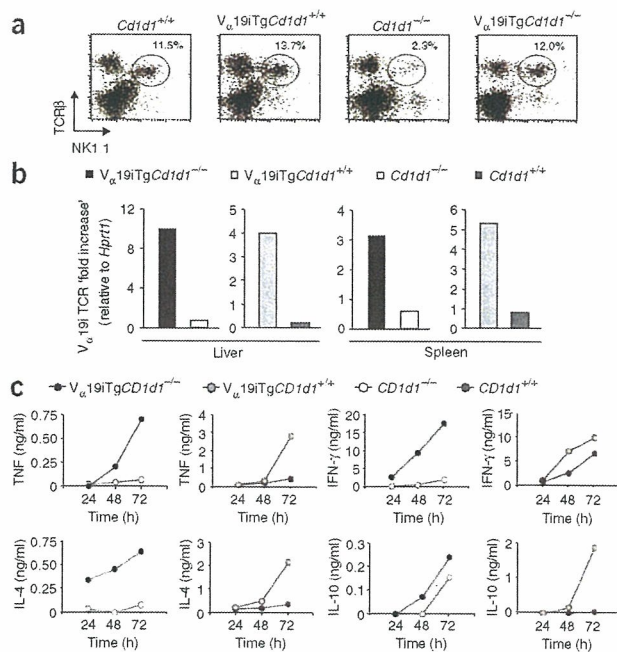 a
Cd1d1+/+
Vα19iTgCd1d1+/+
Cd1d1−/−
Vα19iTgCd1d1−/−
11.5%
13.7%
2.3%
12.0%
TCRβ
NK1 1
b
Vα19iTgCd1d1−/−
Vα19iTgCd1d1+/+
Cd1d1−/−
Cd1d1+/+
Vα19i TCR 'fold increase'
(relative to Hprt1)
10
8
6
4
2
0
5
4
3
2
1
0
4
3
2
1
0
6
5
4
3
2
1
0
Liver
Spleen
c
Vα19iTgCD1d1−/−
Vα19iTgCD1d1+/+
CD1d1−/−
CD1d1+/+
TNF (ng/ml)
0.75
0.50
0.25
0
24 48 72
Time (h)
TNF (ng/ml)
4
3
2
1
0
24 48 72
Time (h)
IFN-γ (ng/ml)
20
15
10
5
0
24 48 72
Time (h)
IFN-γ (ng/ml)
15
10
5
0
24 48 72
Time (h)
IL-4 (ng/ml)
0.75
0.50
0.25
0
24 48 72
Time (h)
IL-4 (ng/ml)
3
2
1
0
24 48 72
Time (h)
IL-10 (ng/ml)
0.3
0.2
0.1
0
24 48 72
Time (h)
IL-10 (ng/ml)
2
1
0
24 48 72
Time (h)